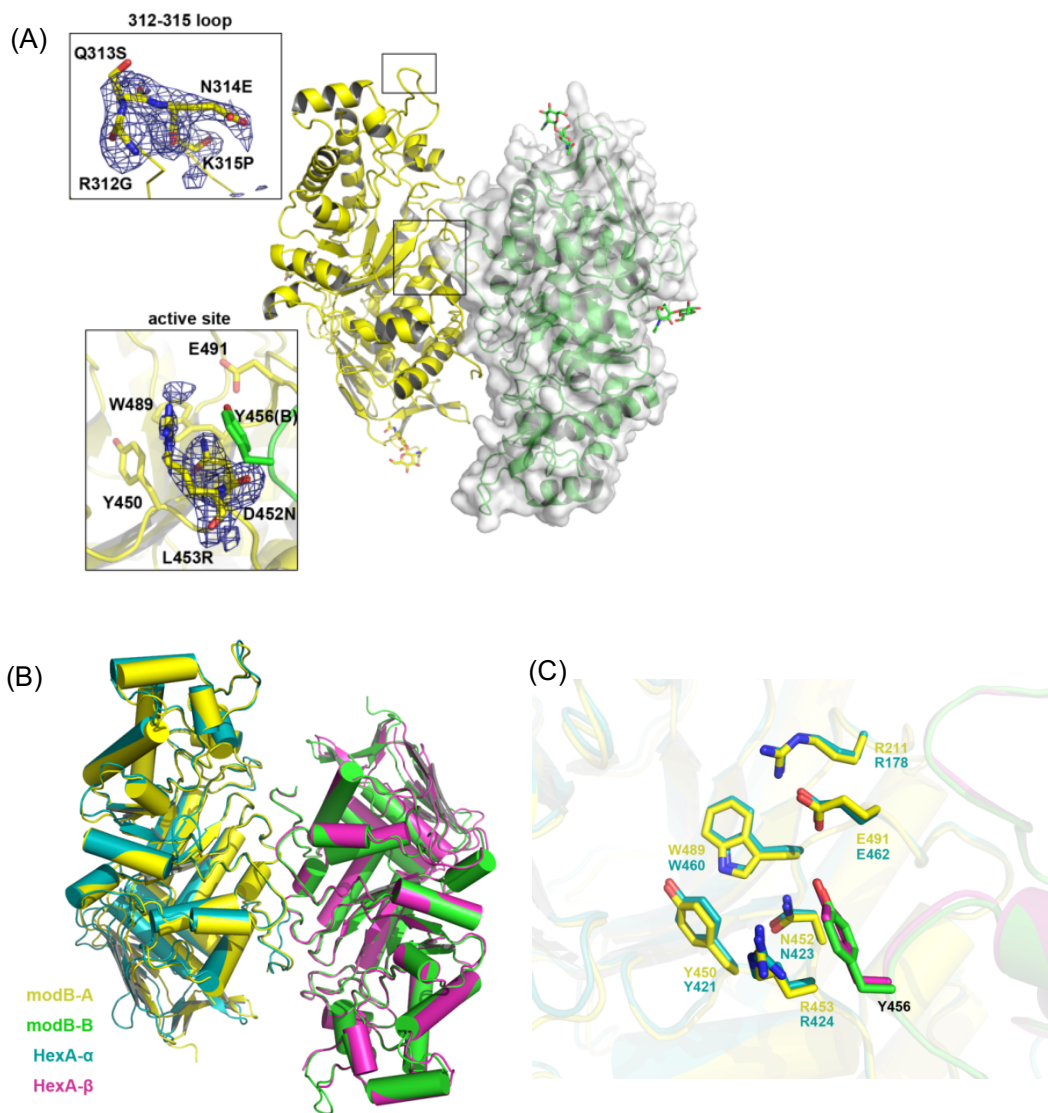 (A)
312-315 loop
Q313S
N314E
K315P
R312G
active site
E491
W489
Y456(B)
Y450
D452N
L453R
(B)
modB-A
modB-B
HexA-α
HexA-β
(C)
R211
R178
E491
E462
W489
W460
N452
N423
Y450
Y421
R453
R424
Y456